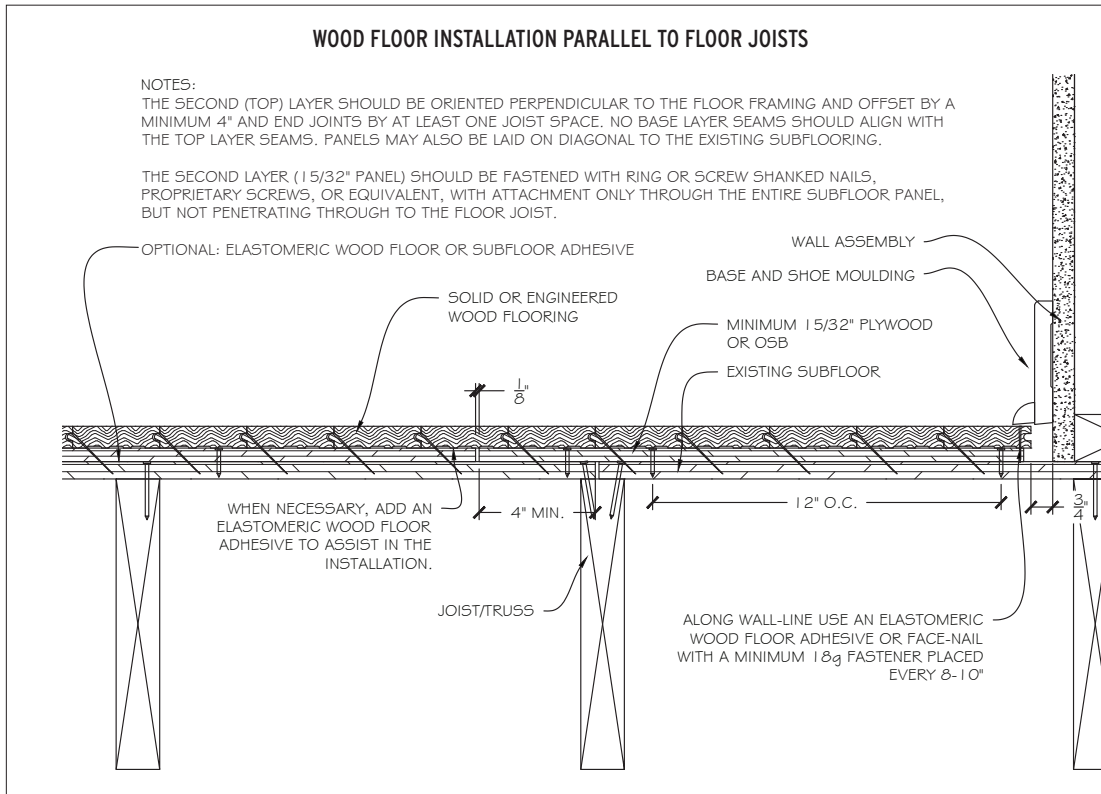 WOOD FLOOR INSTALLATION PARALLEL TO FLOOR JOISTS
NOTES:
THE SECOND (TOP) LAYER SHOULD BE ORIENTED PERPENDICULAR TO THE FLOOR FRAMING AND OFFSET BY A
MINIMUM 4" AND END JOINTS BY AT LEAST ONE JOIST SPACE. NO BASE LAYER SEAMS SHOULD ALIGN WITH
THE TOP LAYER SEAMS. PANELS MAY ALSO BE LAID ON DIAGONAL TO THE EXISTING SUBFLOORING.
THE SECOND LAYER (15/32" PANEL) SHOULD BE FASTENED WITH RING OR SCREW SHANKED NAILS,
PROPRIETARY SCREWS, OR EQUIVALENT, WITH ATTACHMENT ONLY THROUGH THE ENTIRE SUBFLOOR PANEL,
BUT NOT PENETRATING THROUGH TO THE FLOOR JOIST.
OPTIONAL: ELASTOMERIC WOOD FLOOR OR SUBFLOOR ADHESIVE
WALL ASSEMBLY
BASE AND SHOE MOULDING
SOLID OR ENGINEERED
WOOD FLOORING
MINIMUM 15/32" PLYWOOD
OR OSB
EXISTING SUBFLOOR
1/8"
WHEN NECESSARY, ADD AN
ELASTOMERIC WOOD FLOOR
ADHESIVE TO ASSIST IN THE
INSTALLATION.
4" MIN.
12" O.C.
3/4"
JOIST/TRUSS
ALONG WALL-LINE USE AN ELASTOMERIC
WOOD FLOOR ADHESIVE OR FACE-NAIL
WITH A MINIMUM 18g FASTENER PLACED
EVERY 8-10"